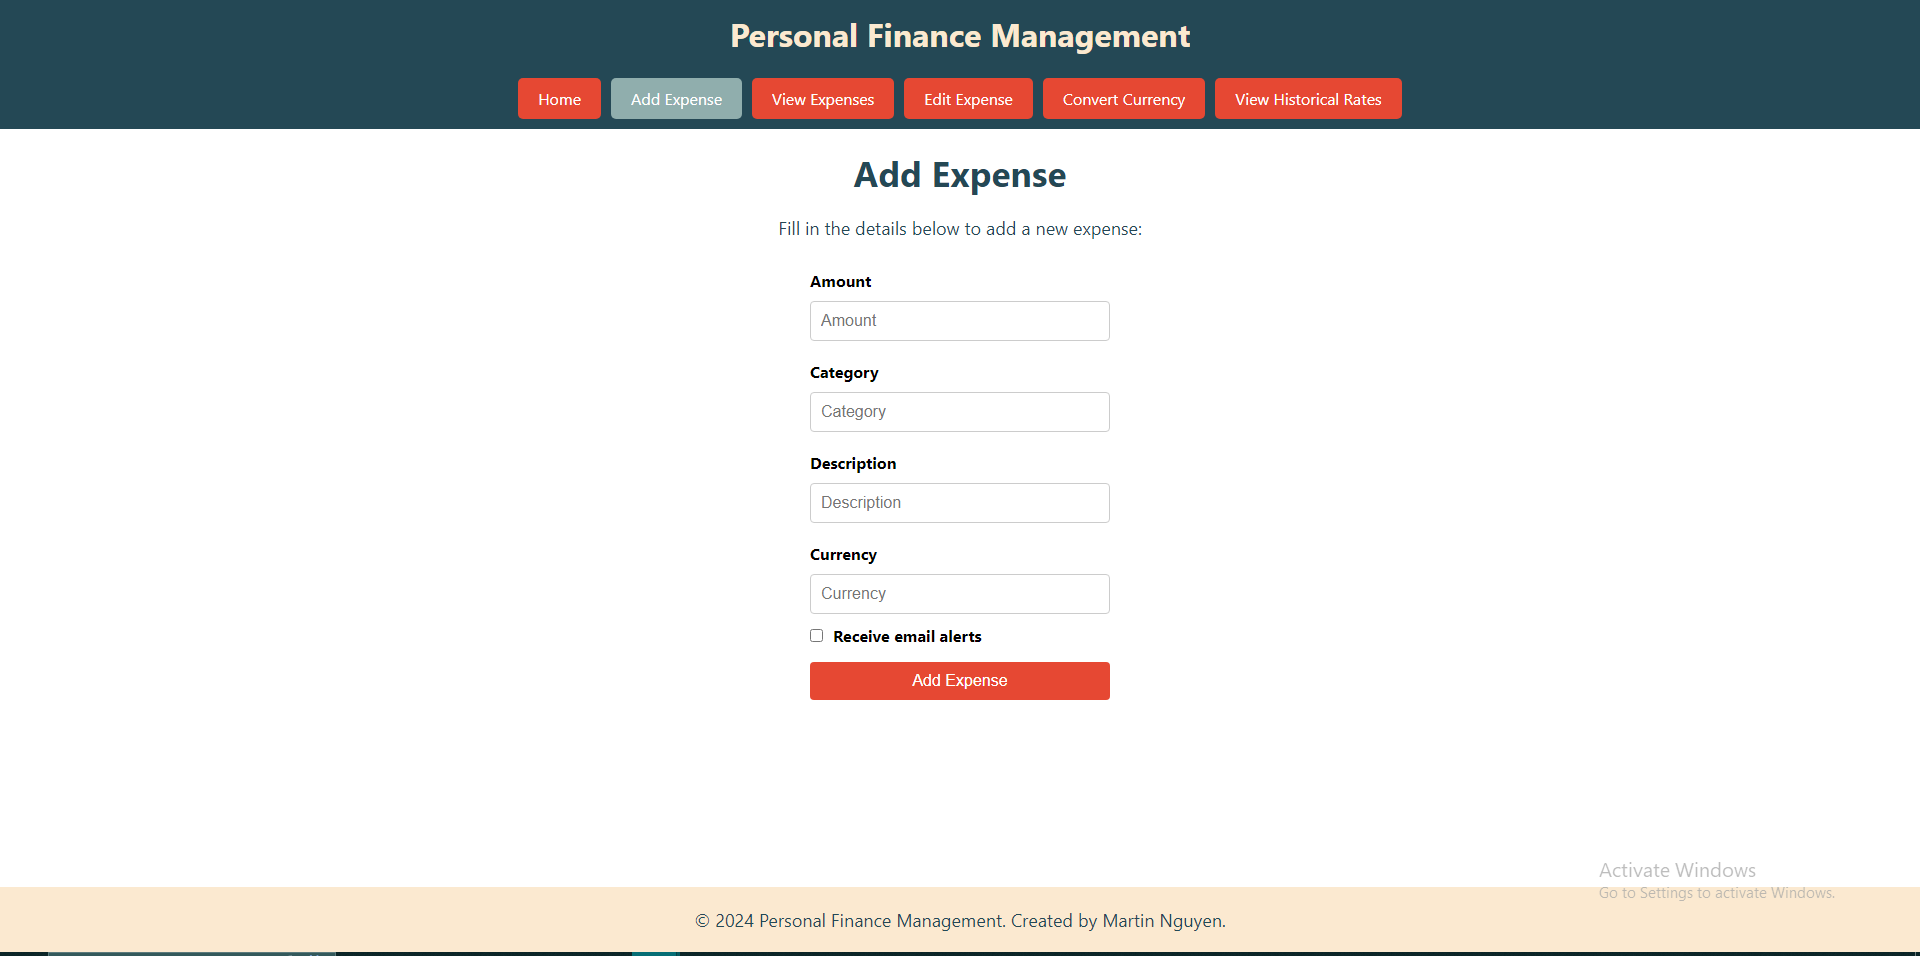 Personal Finance Management
Home Add Expense View Expenses Edit Expense Convert Currency View Historical Rates
Add Expense
Fill in the details below to add a new expense:
Amount
Amount
Category
Category
Description
Description
Currency
Currency
Receive email alerts
Add Expense
Activate Windows
Go to Settings to activate Windows.
© 2024 Personal Finance Management. Created by Martin Nguyen.